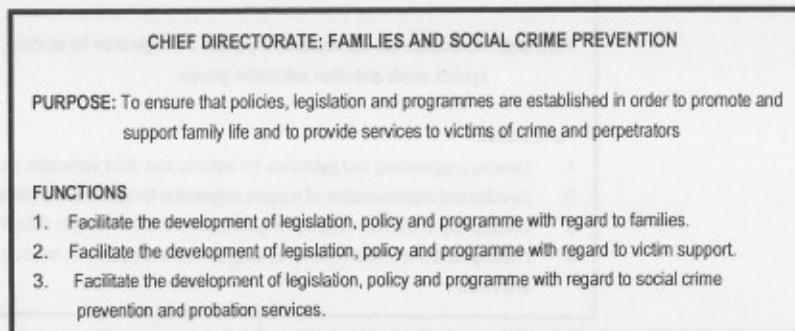 CHIEF DIRECTORATE: FAMILIES AND SOCIAL CRIME PREVENTION
PURPOSE: To ensure that policies, legislation and programmes are established in order to promote and
support family life and to provide services to victims of crime and perpetrators
FUNCTIONS
1. Facilitate the development of legislation, policy and programme with regard to families.
2. Facilitate the development of legislation, policy and programme with regard to victim support.
3. Facilitate the development of legislation, policy and programme with regard to social crime
prevention and probation services.